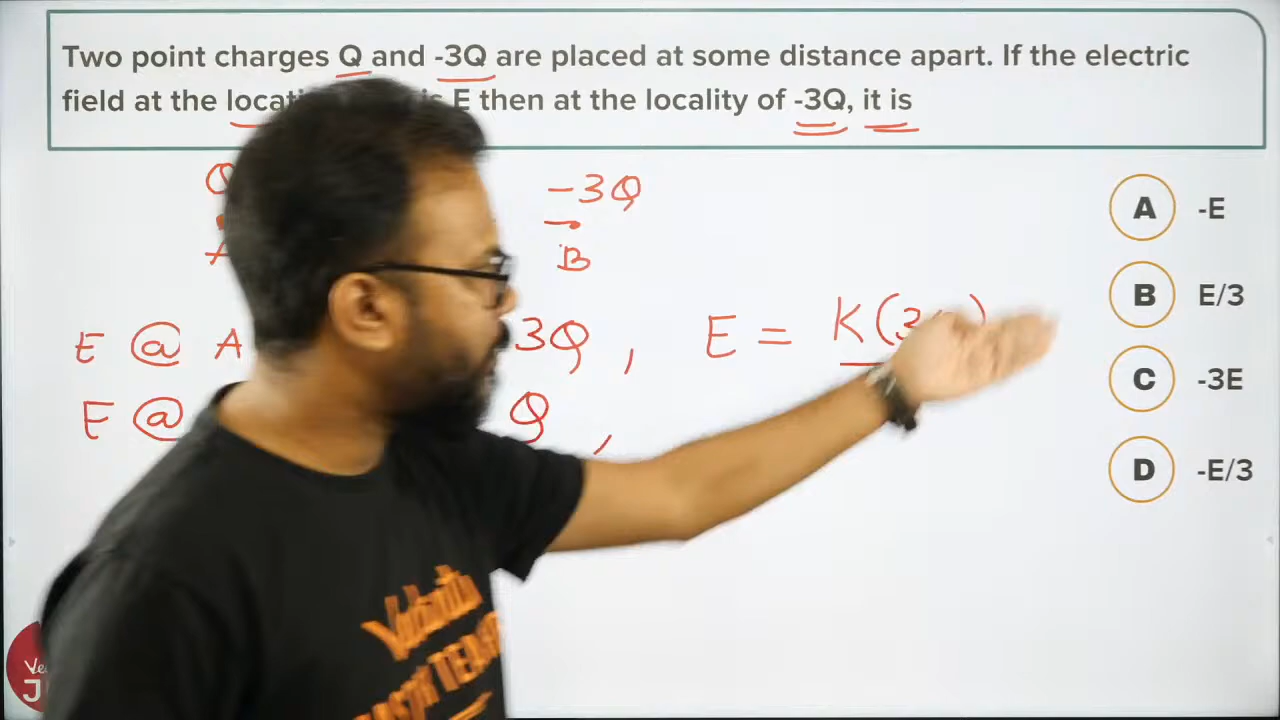 Two point charges Q and -3Q are placed at some distance apart. If the electric
field at the E then at the locality of -3Q, it is
Q -3Q
A B
E @ A 3Q , E = K(3
E @ Q ,
A -E
B E/3
C -3E
D -E/3